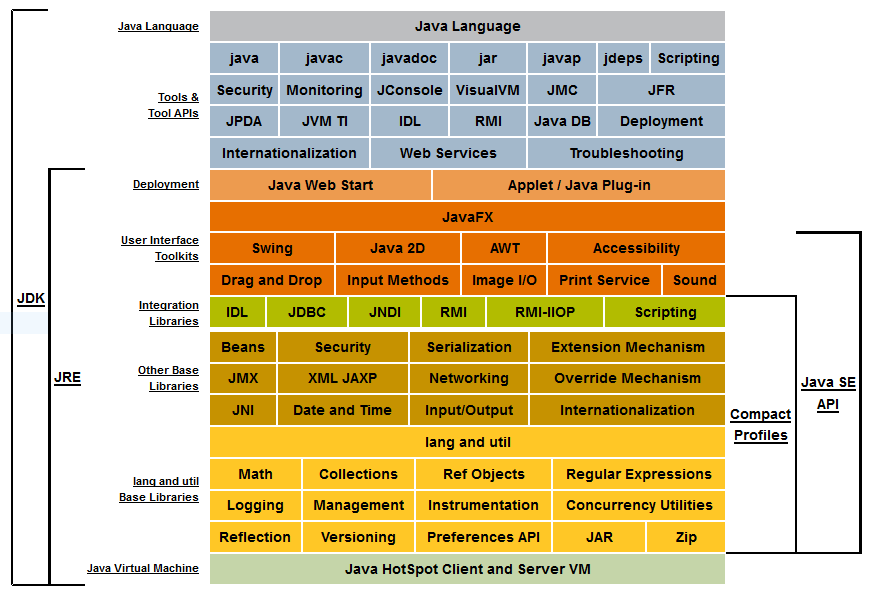 Java Language
Java Language
Tools &
Tool APIs
java javac javadoc jar javap jdeps Scripting
Security Monitoring JConsole VisualVM JMC JFR
JPDA JVM TI IDL RMI Java DB Deployment
Internationalization Web Services Troubleshooting
Deployment
Java Web Start Applet / Java Plug-in
JavaFX
User Interface
Toolkits
Swing Java 2D AWT Accessibility
Drag and Drop Input Methods Image I/O Print Service Sound
Integration
Libraries
IDL JDBC JNDI RMI RMI-IIOP Scripting
Other Base
Libraries
Beans Security Serialization Extension Mechanism
JMX XML JAXP Networking Override Mechanism
JNI Date and Time Input/Output Internationalization
lang and util
lang and util
Base Libraries
Math Collections Ref Objects Regular Expressions
Logging Management Instrumentation Concurrency Utilities
Reflection Versioning Preferences API JAR Zip
Java Virtual Machine
Java HotSpot Client and Server VM
JDK
JRE
Compact
Profiles
Java SE
API